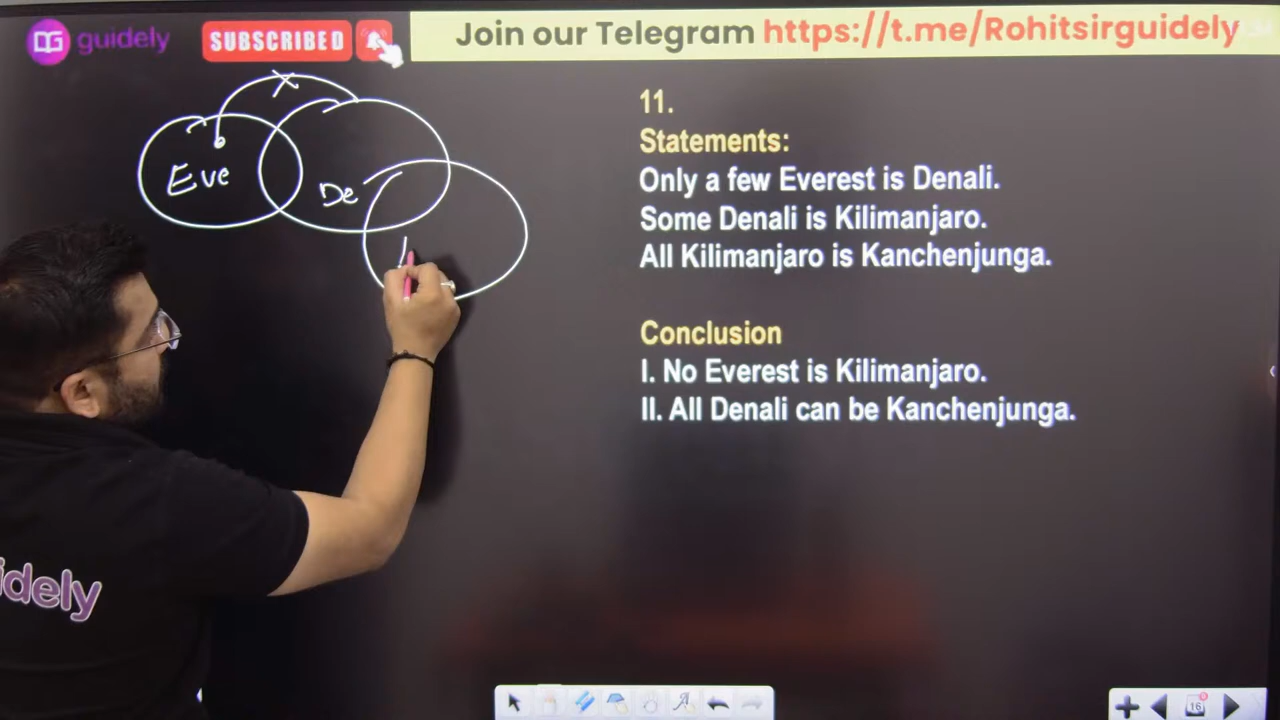 guidely
SUBSCRIBED
Join our Telegram https://t.me/Rohitsirguidely
Eve
De
11.
Statements:
Only a few Everest is Denali.
Some Denali is Kilimanjaro.
All Kilimanjaro is Kanchenjunga.
Conclusion
I. No Everest is Kilimanjaro.
II. All Denali can be Kanchenjunga.
idely
16